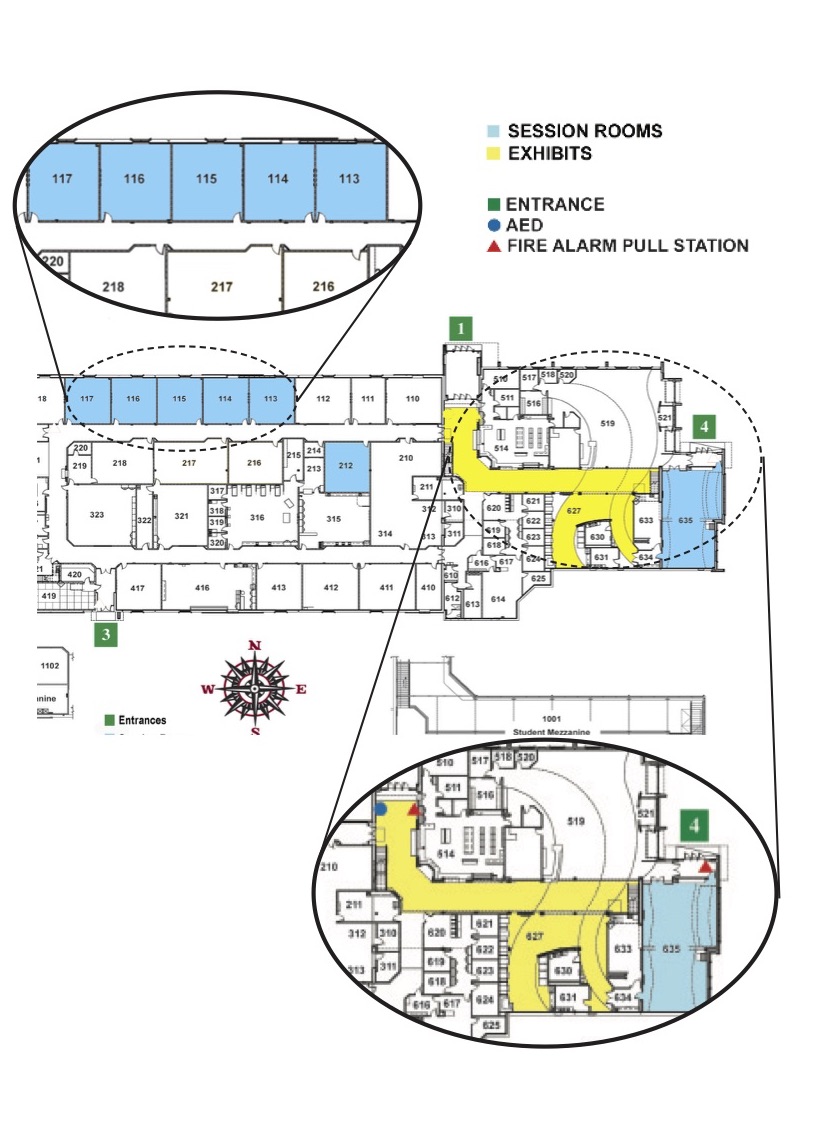 SESSION ROOMS
EXHIBITS
ENTRANCE
AED
FIRE ALARM PULL STATION
117 116 115 114 113
220
218 217 216
1
4
18 117 116 115 114 113 112 111 110
510 517 518 520
511 516
519
521
514
220
219 218 217 216 215 214
213
212
210
211
323 322 321
317
318
319
320
316 315 314
312 310
313 311
620 621
622
619 623
618
616 617 624
625
627
630
631
633
634
635
21 420
419
417 416 413 412 411 410
610
612 613 614
3
1102
nine
N
W E
S
Entrances
1001
Student Mezzanine
510 517 518 520
511 516
519
521
4
514
210
211
312 310
313 311
620 621
622
619 623
618
616 617 624
625
627
630
631
633
634
635